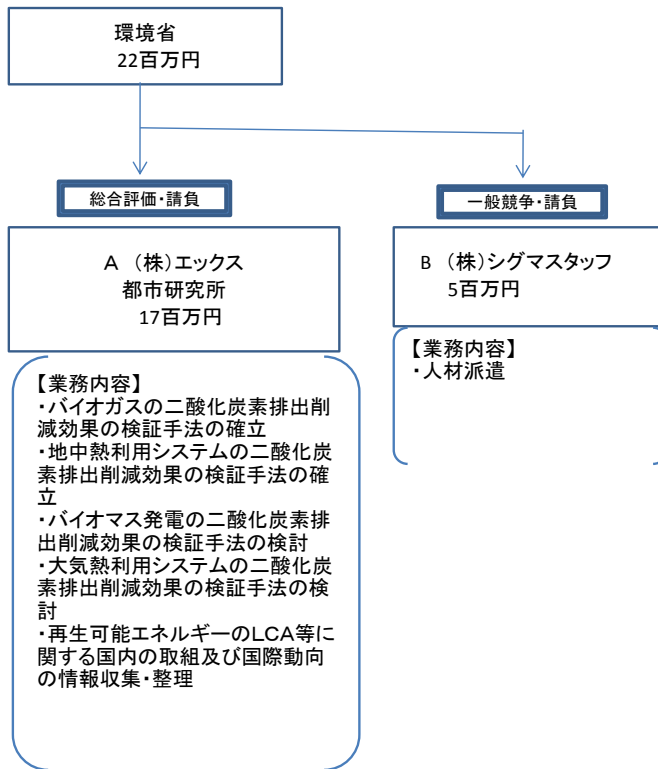 環境省
22百万円
総合評価・請負
一般競争・請負
A （株）エックス
都市研究所
17百万円
B （株）シグマスタッフ
5百万円
【業務内容】
・バイオガスの二酸化炭素排出削
減効果の検証手法の確立
・地中熱利用システムの二酸化炭
素排出削減効果の検証手法の確
立
・バイオマス発電の二酸化炭素排
出削減効果の検証手法の検討
・大気熱利用システムの二酸化炭
素排出削減効果の検証手法の検
討
・再生可能エネルギーのLCA等に
関する国内の取組及び国際動向
の情報収集・整理
【業務内容】
・人材派遣